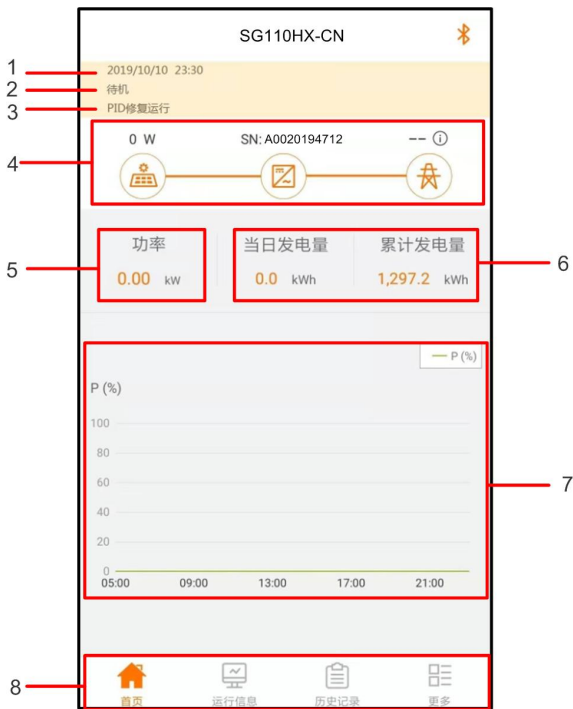 SG110HX-CN
1
2019/10/10 23:30
2
待机
3
PID修复运行
4
0 W
SN: A0020194712
--
5
功率
0.00 kW
6
当日发电量
0.0 kWh
累计发电量
1,297.2 kWh
7
P (%)
P (%)
100
80
60
40
20
0
05:00 09:00 13:00 17:00 21:00
8
首页
运行信息
历史记录
更多